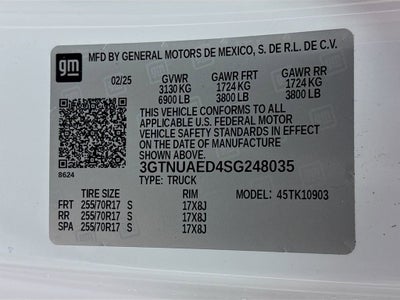 gm
MFD BY GENERAL MOTORS DE MEXICO, S. DE R.L. DE C.V.
02/25 GVWR GAWR FRT GAWR RR
3130 KG 1724 KG 1724 KG
6900 LB 3800 LB 3800 LB
THIS VEHICLE CONFORMS TO ALL
APPLICABLE U.S. FEDERAL MOTOR
VEHICLE SAFETY STANDARDS IN EFFECT
ON THE DATE OF MANUFACTURE
SHOWN ABOVE.
8624 3GTNUAED4SG248035
TYPE: TRUCK
TIRE SIZE RIM MODEL: 45TK10903
FRT 255/70R17 S 17X8J
RR 255/70R17 S 17X8J
SPA 255/70R17 S 17X8J